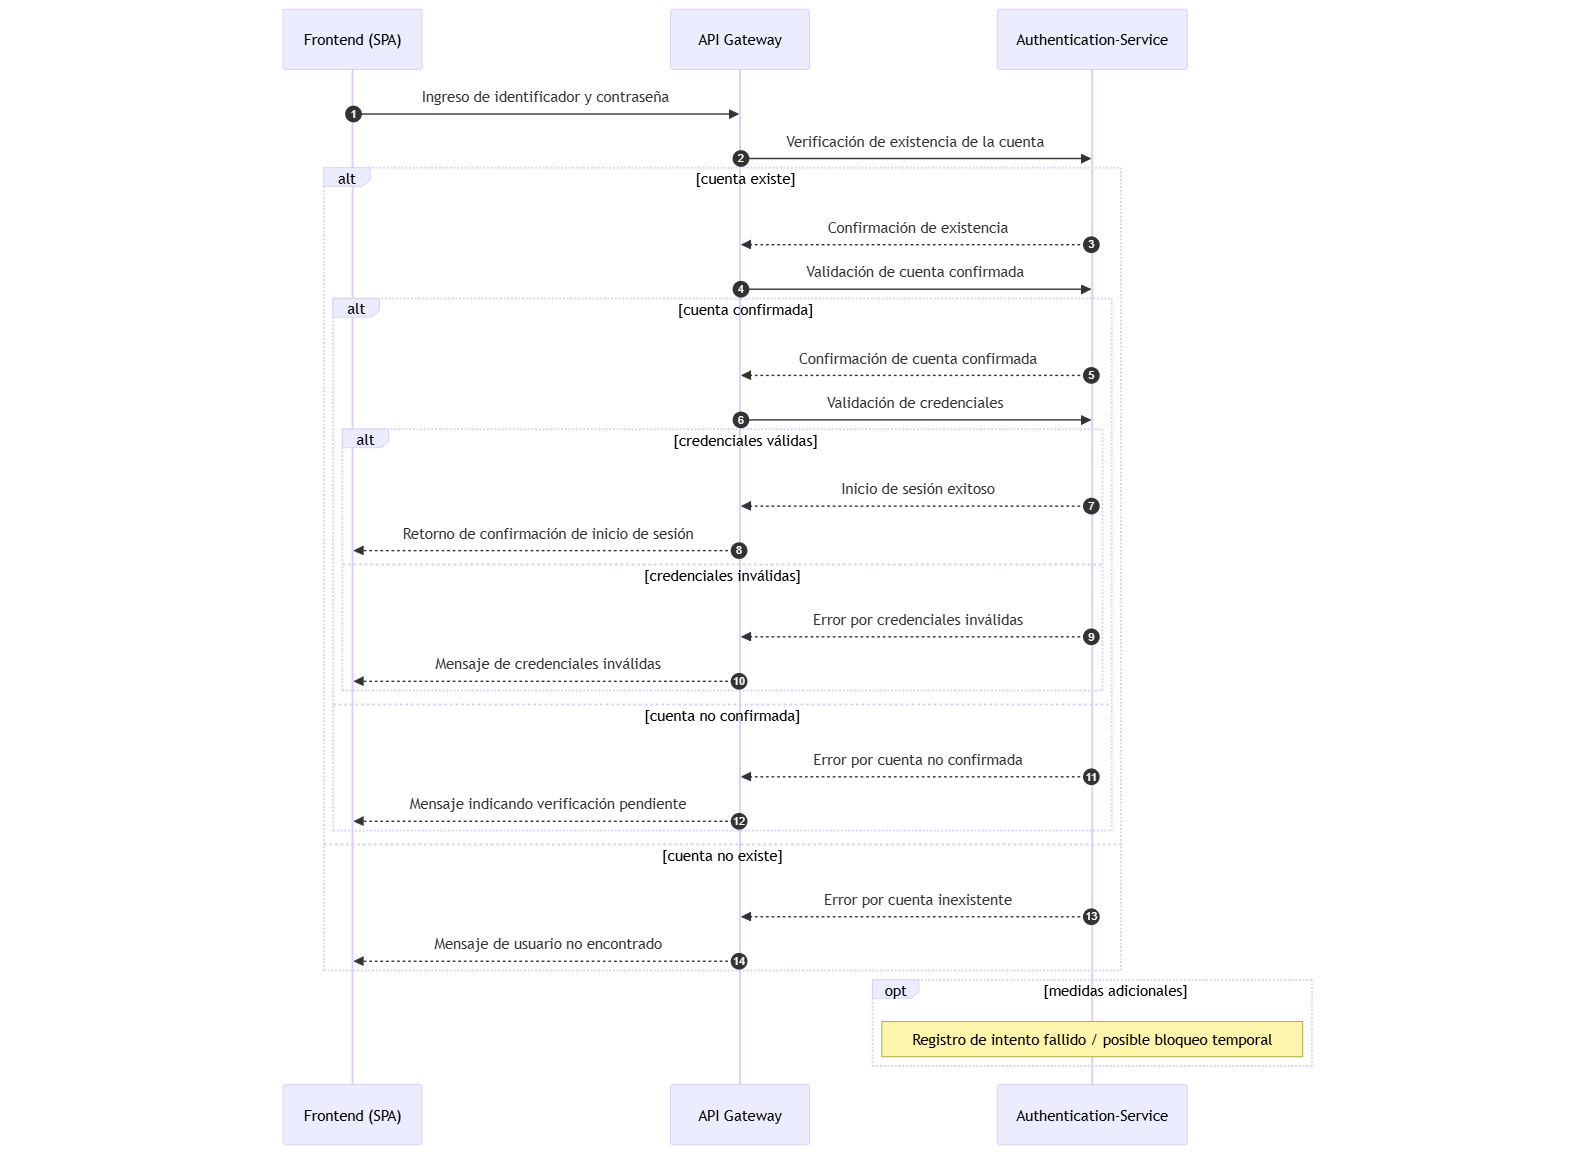 Frontend (SPA)
API Gateway
Authentication-Service
Ingreso de identificador y contraseña
1
Verificación de existencia de la cuenta
2
alt
[cuenta existe]
Confirmación de existencia
3
Validación de cuenta confirmada
4
alt
[cuenta confirmada]
Confirmación de cuenta confirmada
5
Validación de credenciales
6
alt
[credenciales válidas]
Inicio de sesión exitoso
7
Retorno de confirmación de inicio de sesión
8
[credenciales inválidas]
Error por credenciales inválidas
9
Mensaje de credenciales inválidas
10
[cuenta no confirmada]
Error por cuenta no confirmada
11
Mensaje indicando verificación pendiente
12
[cuenta no existe]
Error por cuenta inexistente
13
Mensaje de usuario no encontrado
14
opt
[medidas adicionales]
Registro de intento fallido / posible bloqueo temporal
Frontend (SPA)
API Gateway
Authentication-Service